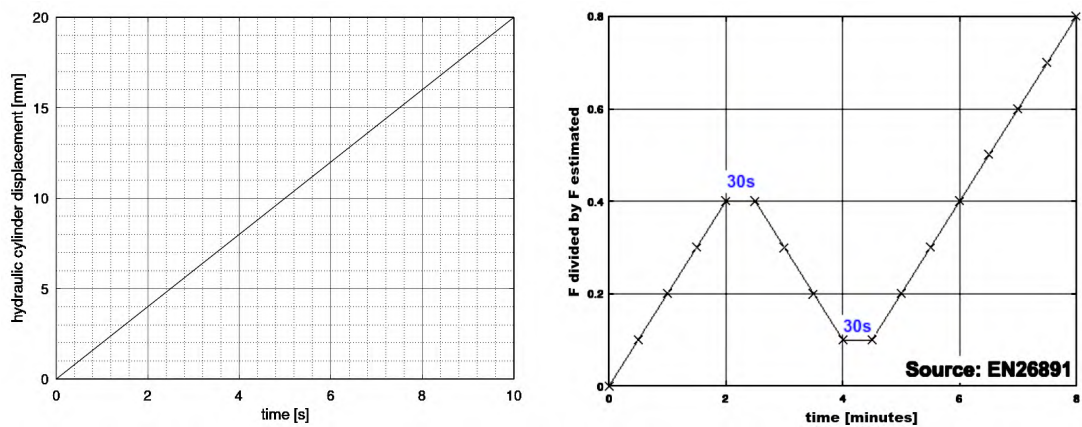 20
15
10
5
0
hydraulic cylinder displacement [mm]
0 2 4 6 8 10
time [s]
0.8
0.6
0.4
0.2
0
F divided by F estimated
30s
30s
Source: EN26891
0 2 4 6 8
time [minutes]